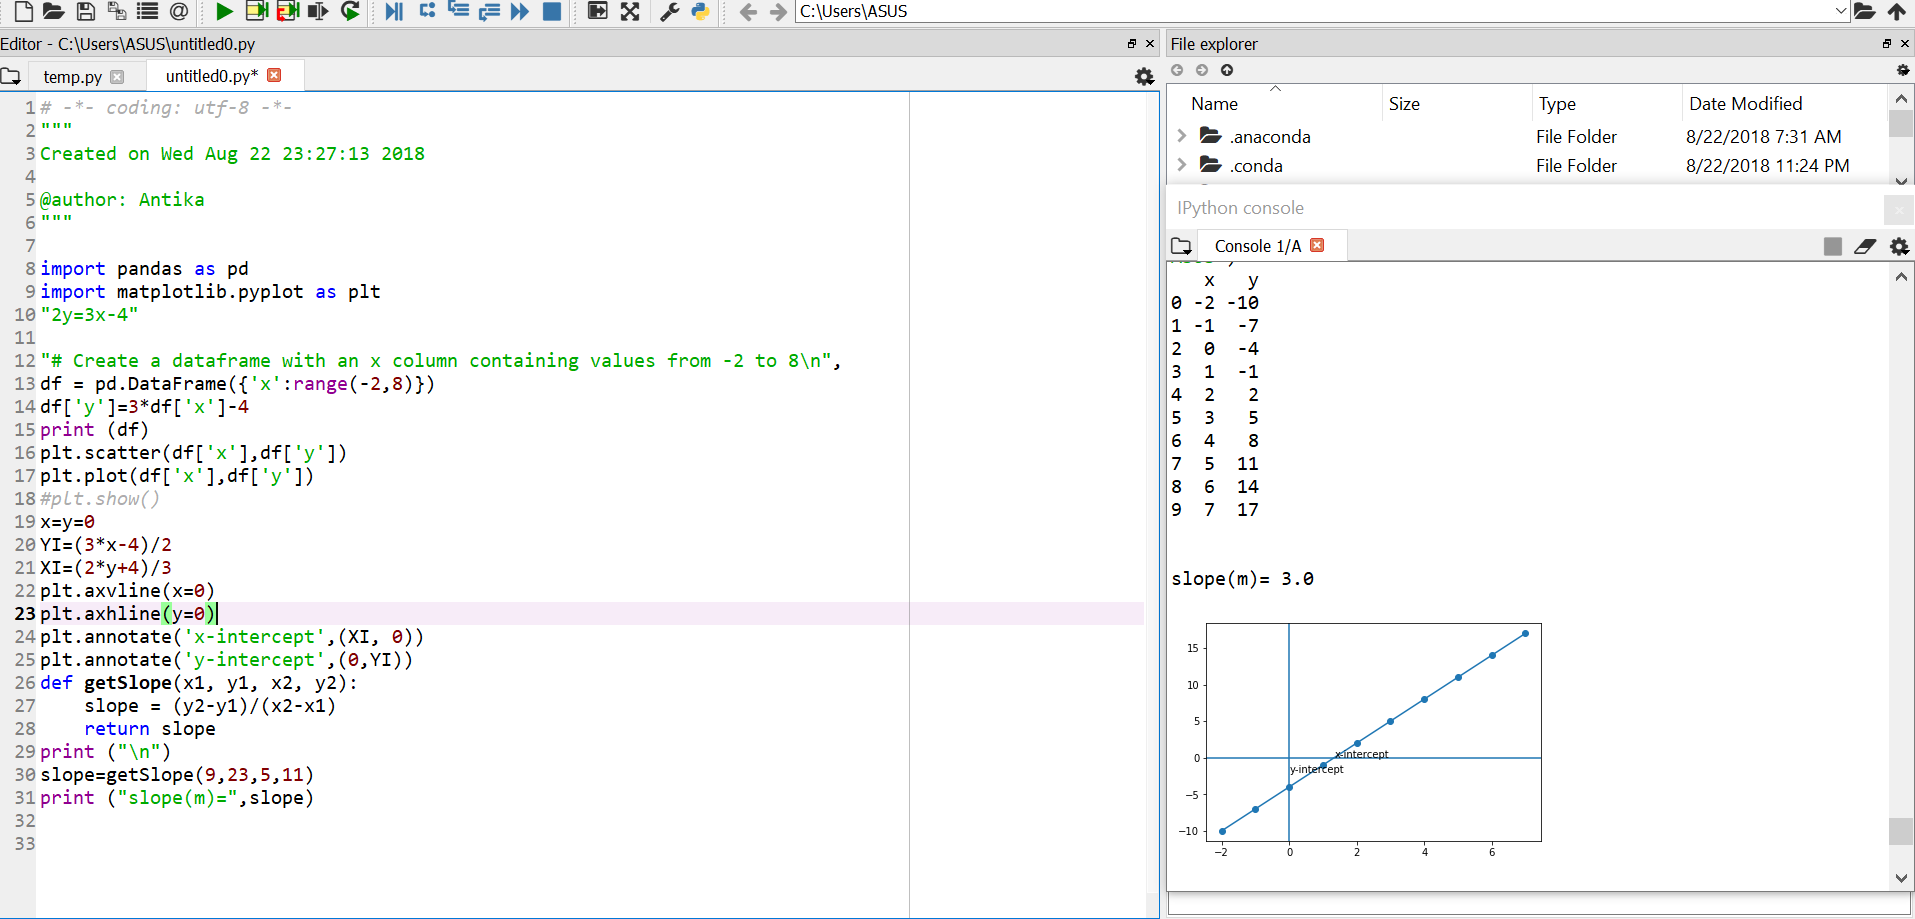 C:\Users\ASUS
Editor - C:\Users\ASUS\untitled0.py
temp.py
untitled0.py*
1 # -*- coding: utf-8 -*-
2 """
3 Created on Wed Aug 22 23:27:13 2018
4
5 @author: Antika
6 """
7
8 import pandas as pd
9 import matplotlib.pyplot as plt
10 "2y=3x-4"
11
12 "# Create a dataframe with an x column containing values from -2 to 8\n",
13 df = pd.DataFrame({'x':range(-2,8)})
14 df['y']=3*df['x']-4
15 print (df)
16 plt.scatter(df['x'],df['y'])
17 plt.plot(df['x'],df['y'])
18 #plt.show()
19 x=y=0
20 YI=(3*x-4)/2
21 XI=(2*y+4)/3
22 plt.axvline(x=0)
23 plt.axhline(y=0)
24 plt.annotate('x-intercept',(XI, 0))
25 plt.annotate('y-intercept',(0,YI))
26 def getSlope(x1, y1, x2, y2):
27     slope = (y2-y1)/(x2-x1)
28     return slope
29 print ("\n")
30 slope=getSlope(9,23,5,11)
31 print ("slope(m)=",slope)
32
33
File explorer
Name Size Type Date Modified
.anaconda File Folder 8/22/2018 7:31 AM
.conda File Folder 8/22/2018 11:24 PM
IPython console
Console 1/A
x y
0 -2 -10
1 -1 -7
2 0 -4
3 1 -1
4 2 2
5 3 5
6 4 8
7 5 11
8 6 14
9 7 17
slope(m)= 3.0
15
10
5
0
−5
−10
x-intercept
y-intercept
−2 0 2 4 6